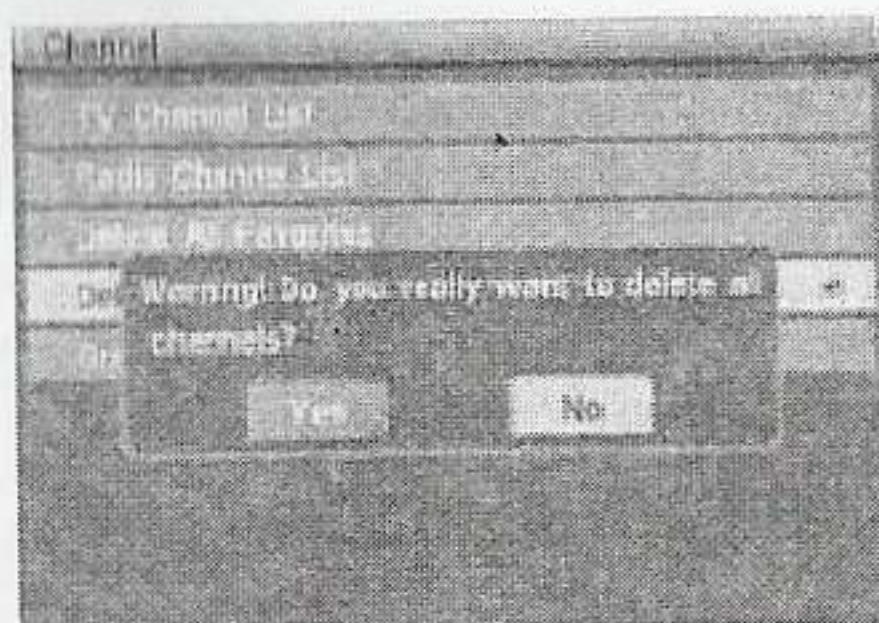 Channel
TV Channel List
Radio Channel List
Delete All Favorites
De
Warning! Do you really want to delete all
channels?
Yes
No